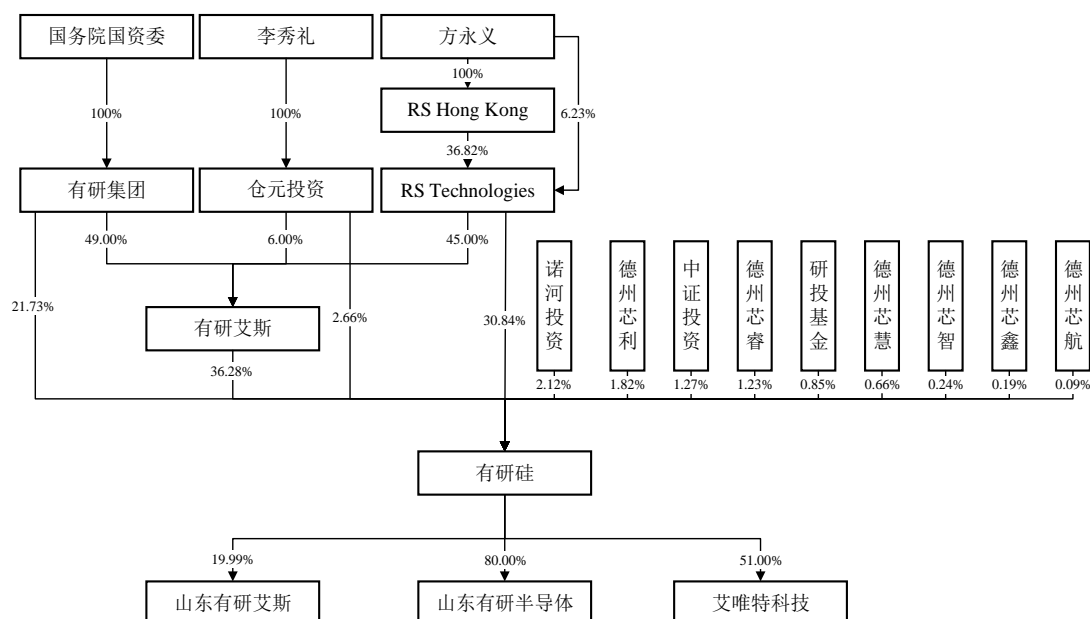 国务院国资委
李秀礼
方永义
100%
100%
100%
RS Hong Kong
6.23%
36.82%
有研集团
仓元投资
RS Technologies
49.00%
6.00%
45.00%
21.73%
有研艾斯
2.66%
30.84%
诺河投资
德州芯利
中证投资
德州芯睿
研投基金
德州芯慧
德州芯智
德州芯鑫
德州芯航
36.28%
2.12%
1.82%
1.27%
1.23%
0.85%
0.66%
0.24%
0.19%
0.09%
有研硅
19.99%
80.00%
51.00%
山东有研艾斯
山东有研半导体
艾唯特科技